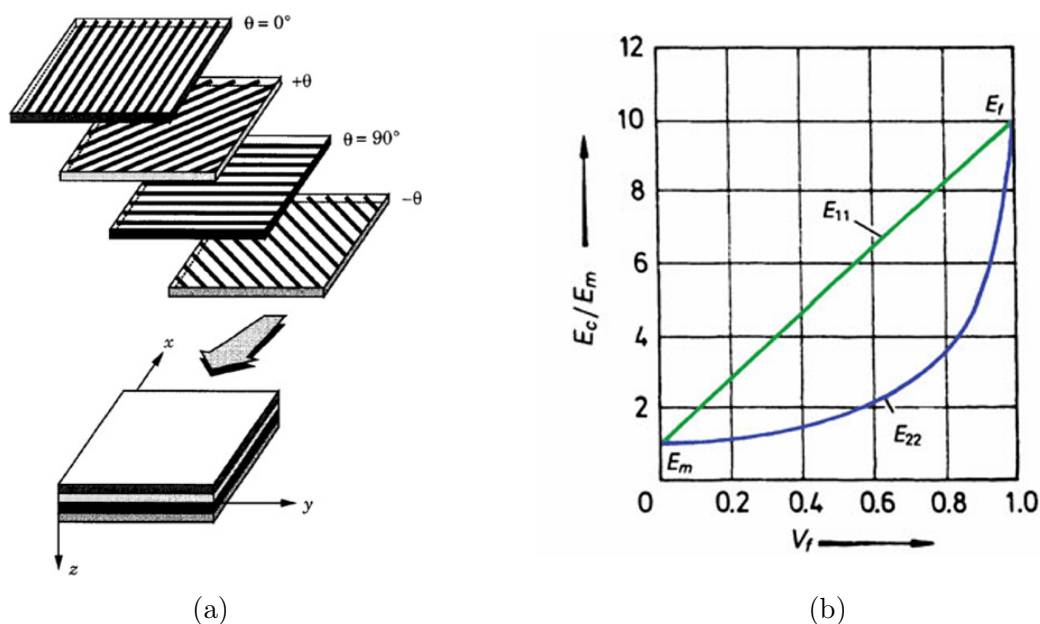 θ = 0°
+θ
θ = 90°
−θ
x
y
z
(a)
12
10
8
6
4
2
0
0.2
0.4
0.6
0.8
1.0
E_c/E_m
V_f
E_f
E_11
E_22
E_m
(b)